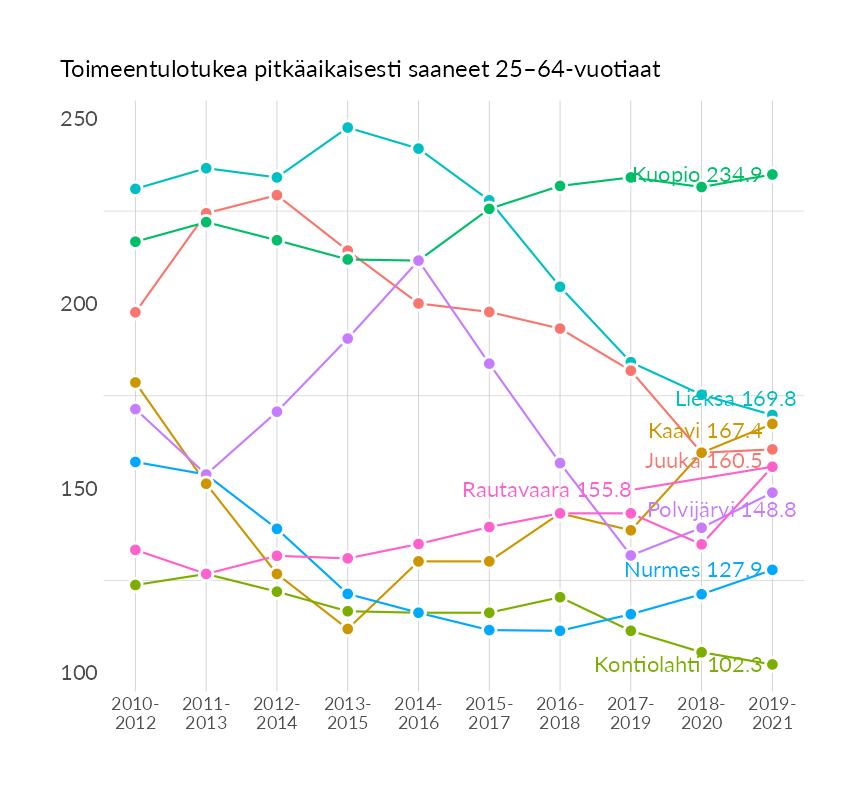 Toimeentulotukea pitkäaikaisesti saaneet 25–64-vuotiaat
250
Kuopio 234.9
200
Lieksa 169.8
Kaavi 167.4
Juuka 160.5
150
Rautavaara 155.8
Polvijärvi 148.8
Nurmes 127.9
Kontiolahti 102.3
100
2010- 2011- 2012- 2013- 2014- 2015- 2016- 2017- 2018- 2019-
2012 2013 2014 2015 2016 2017 2018 2019 2020 2021